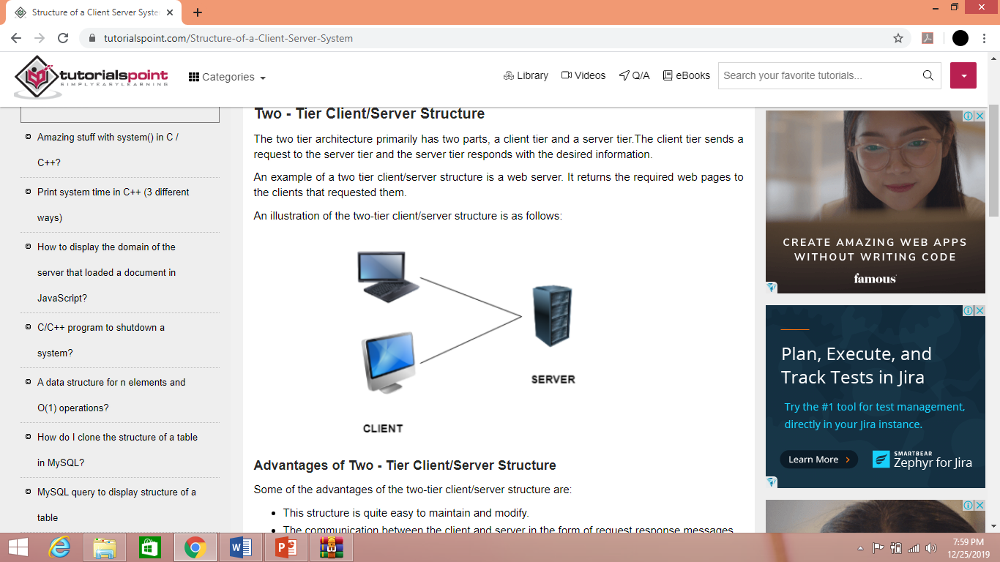 Structure of a Client Server Syste
tutorialspoint.com/Structure-of-a-Client-Server-System
tutorialspoint
SIMPLYEASYLEARNING
Categories
Library
Videos
Q/A
eBooks
Search your favorite tutorials...
Amazing stuff with system() in C /
C++?
Print system time in C++ (3 different
ways)
How to display the domain of the
server that loaded a document in
JavaScript?
C/C++ program to shutdown a
system?
A data structure for n elements and
O(1) operations?
How do I clone the structure of a table
in MySQL?
MySQL query to display structure of a
table
Two - Tier Client/Server Structure
The two tier architecture primarily has two parts, a client tier and a server tier.The client tier sends a
request to the server tier and the server tier responds with the desired information.
An example of a two tier client/server structure is a web server. It returns the required web pages to
the clients that requested them.
An illustration of the two-tier client/server structure is as follows:
SERVER
CLIENT
Advantages of Two - Tier Client/Server Structure
Some of the advantages of the two-tier client/server structure are:
This structure is quite easy to maintain and modify.
The communication between the client and server in the form of request response messages
CREATE AMAZING WEB APPS
WITHOUT WRITING CODE
famous
Plan, Execute, and
Track Tests in Jira
Try the #1 tool for test management,
directly in your Jira instance.
Learn More
SMARTBEAR
Zephyr for Jira
7:59 PM
12/25/2019